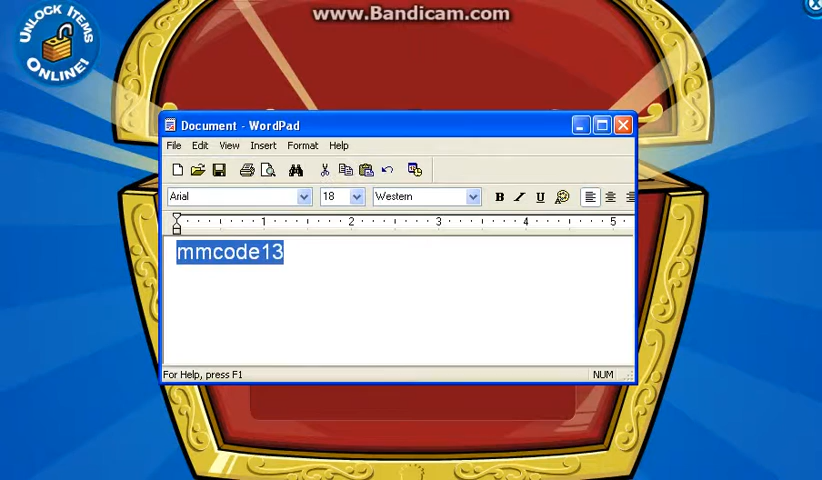 www.Bandicam.com
UNLOCK ITEMS
ONLINE!
Document - WordPad
File Edit View Insert Format Help
Arial 18 Western B I U
1 2 3 4 5
mmcode13
For Help, press F1 NUM